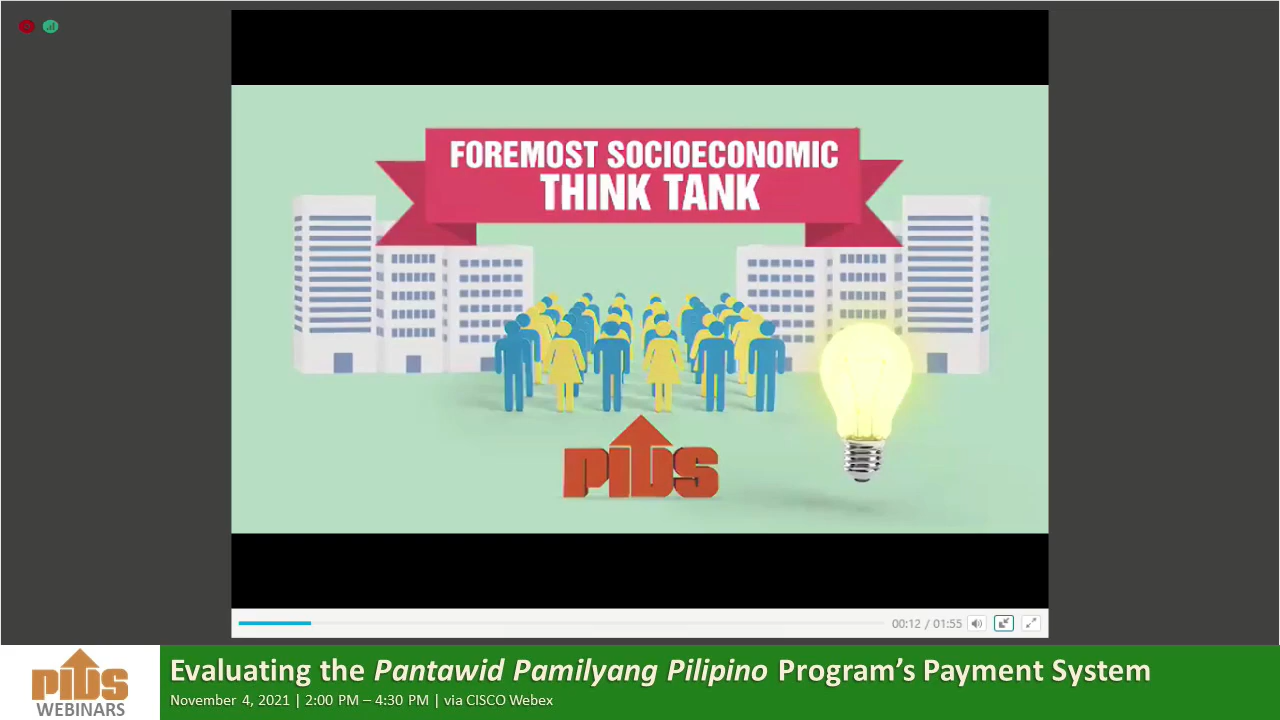 FOREMOST SOCIOECONOMIC
THINK TANK
PIDS
00:12 / 01:55
PIDS
WEBINARS
Evaluating the Pantawid Pamilyang Pilipino Program's Payment System
November 4, 2021 | 2:00 PM – 4:30 PM | via CISCO Webex